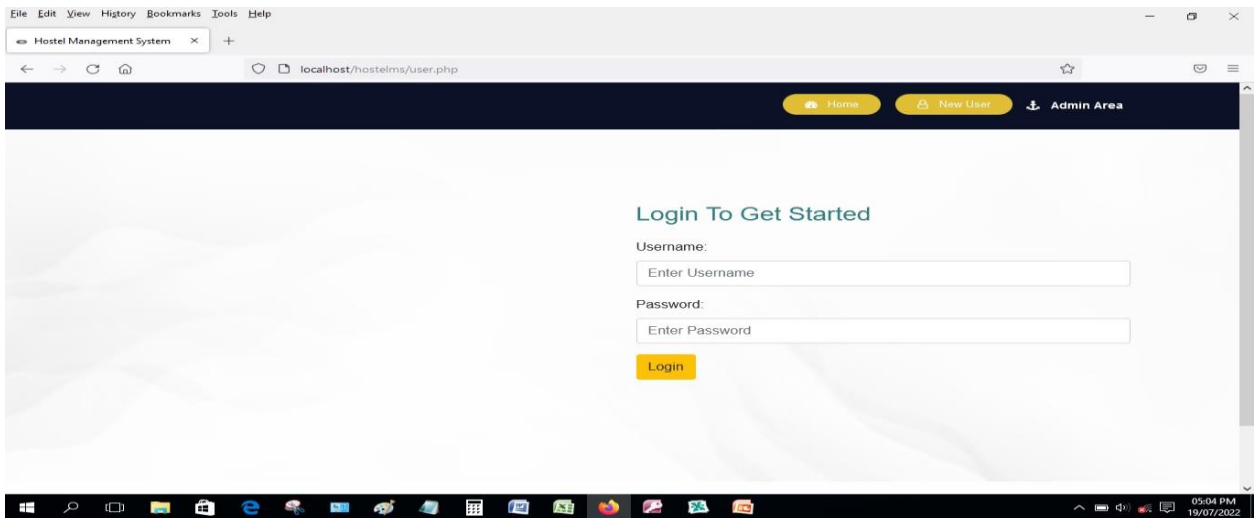 File Edit View History Bookmarks Tools Help
Hostel Management System
localhost/hostelms/user.php
Home New User Admin Area
Login To Get Started
Username:
Enter Username
Password:
Enter Password
Login
05:04 PM
19/07/2022